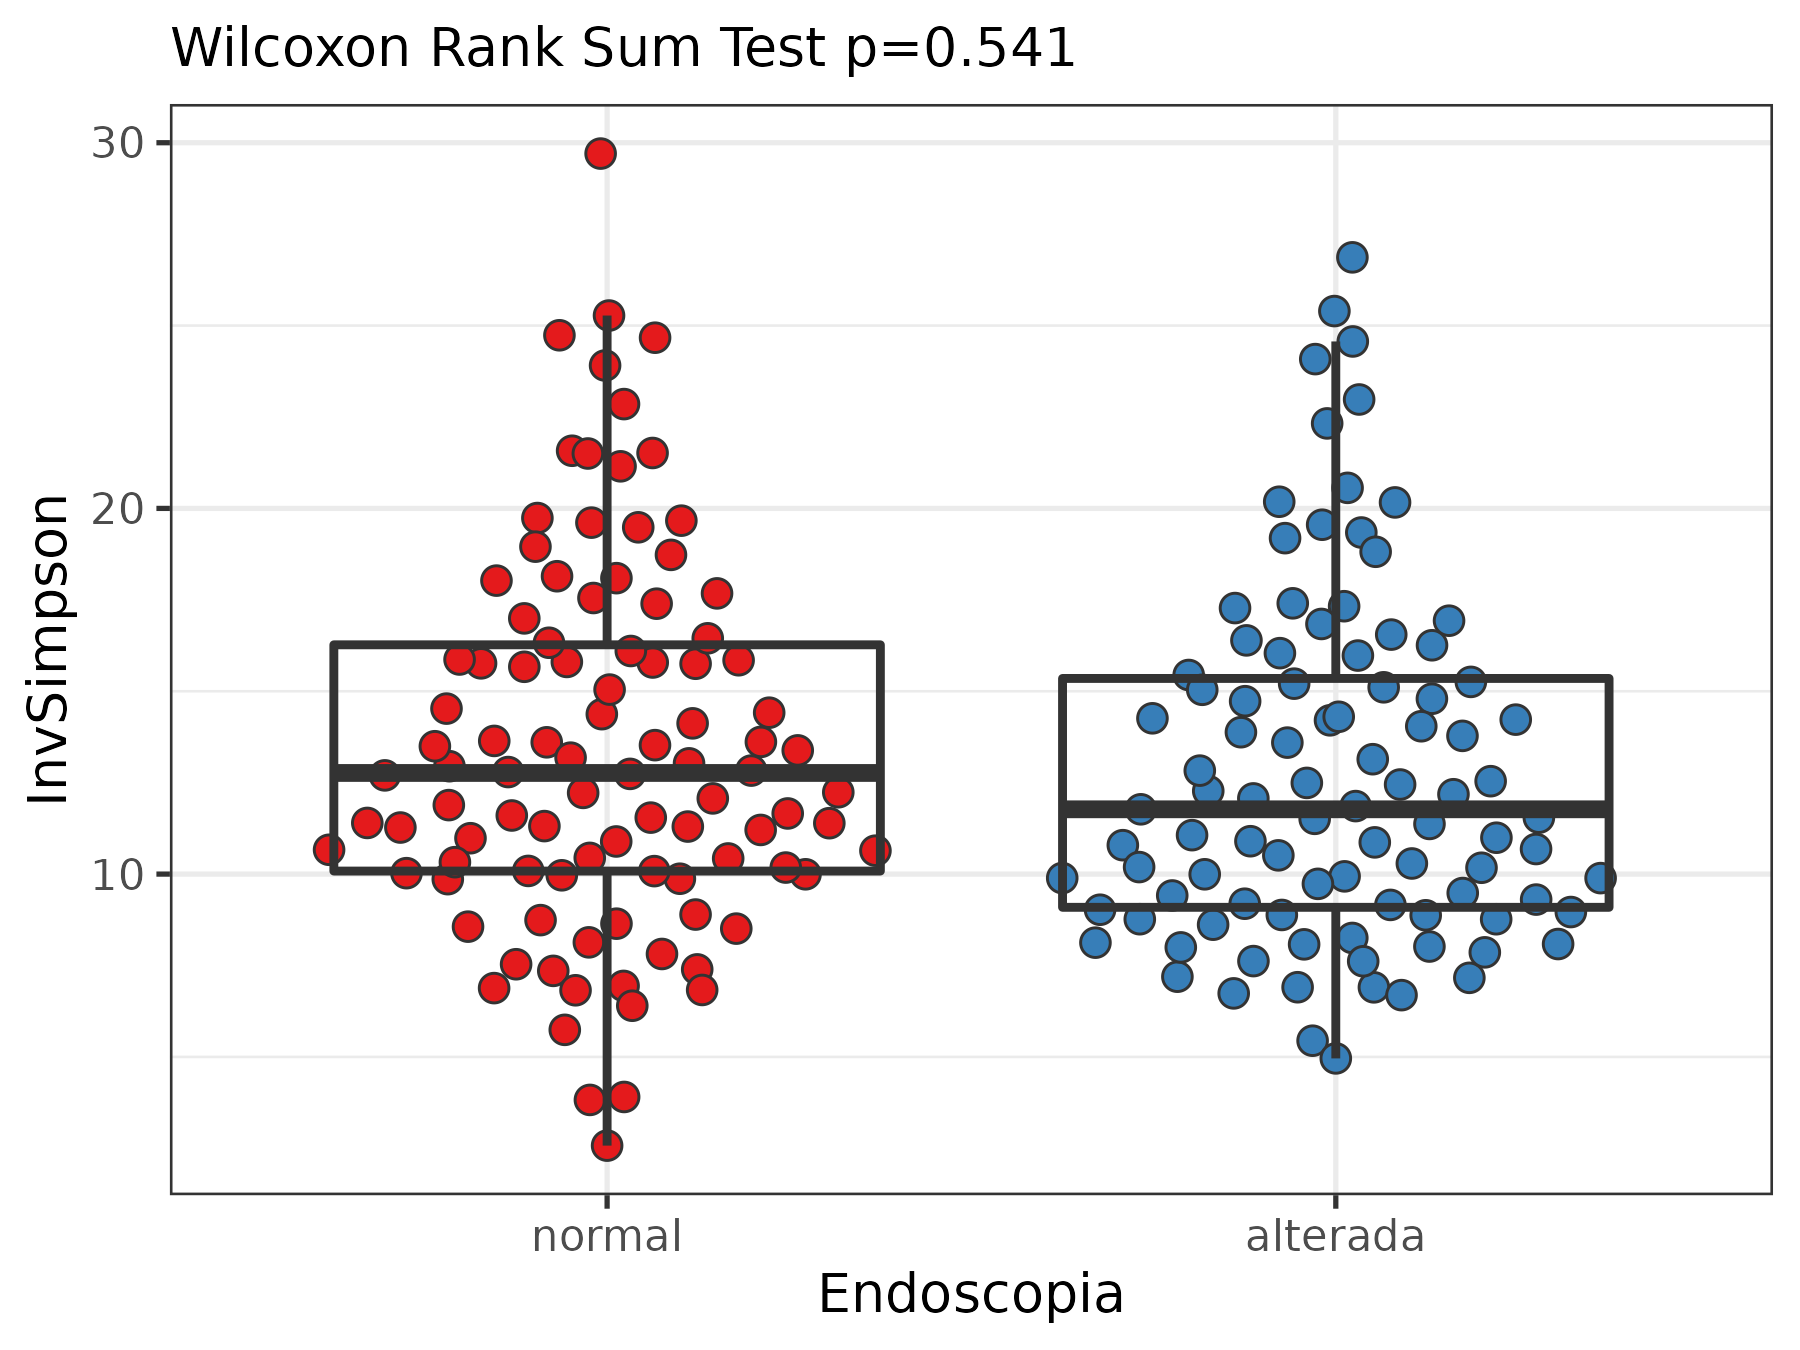 Wilcoxon Rank Sum Test p=0.541
InvSimpson
30
20
10
normal
alterada
Endoscopia